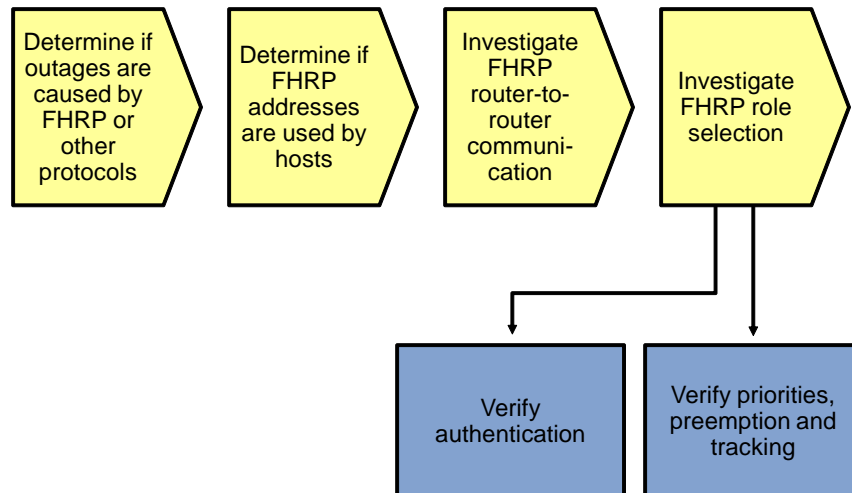 Determine if
outages are
caused by
FHRP or
other
protocols
Determine if
FHRP
addresses
are used by
hosts
Investigate
FHRP
router-to-
router
communi-
cation
Investigate
FHRP role
selection
Verify
authentication
Verify priorities,
preemption and
tracking